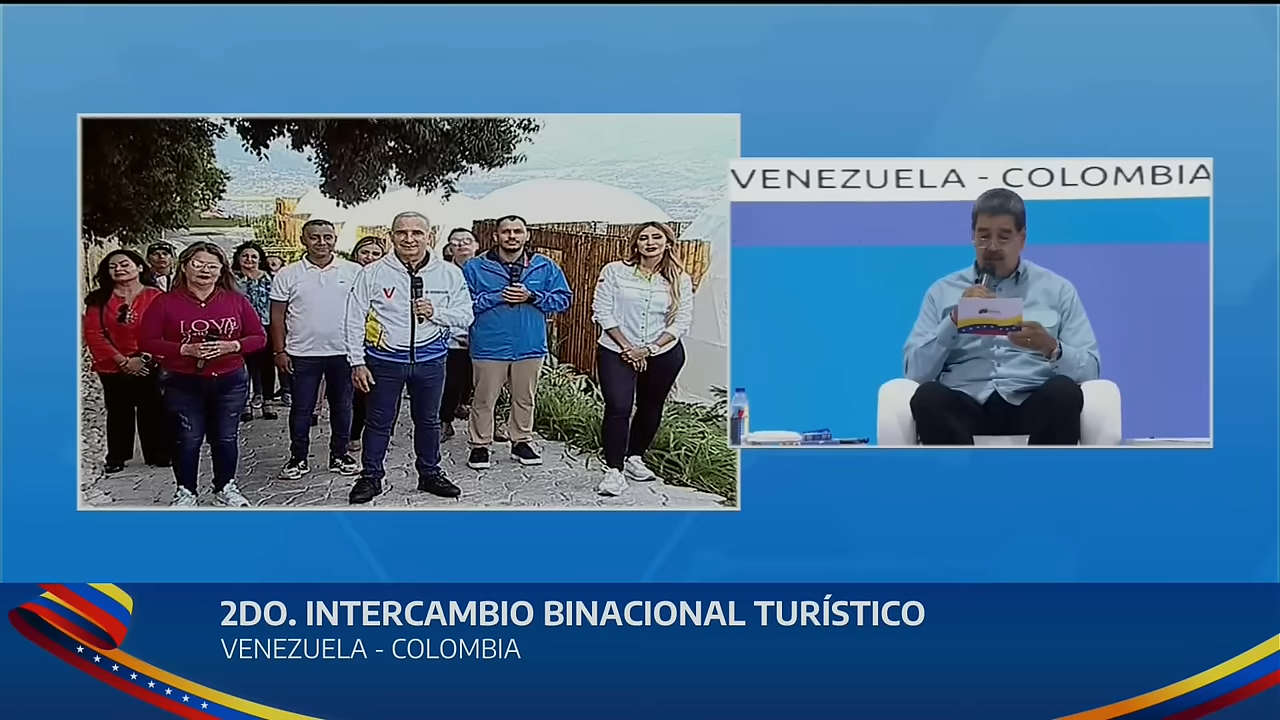 VENEZUELA - COLOMBIA
LOVE
2DO. INTERCAMBIO BINACIONAL TURÍSTICO
VENEZUELA - COLOMBIA